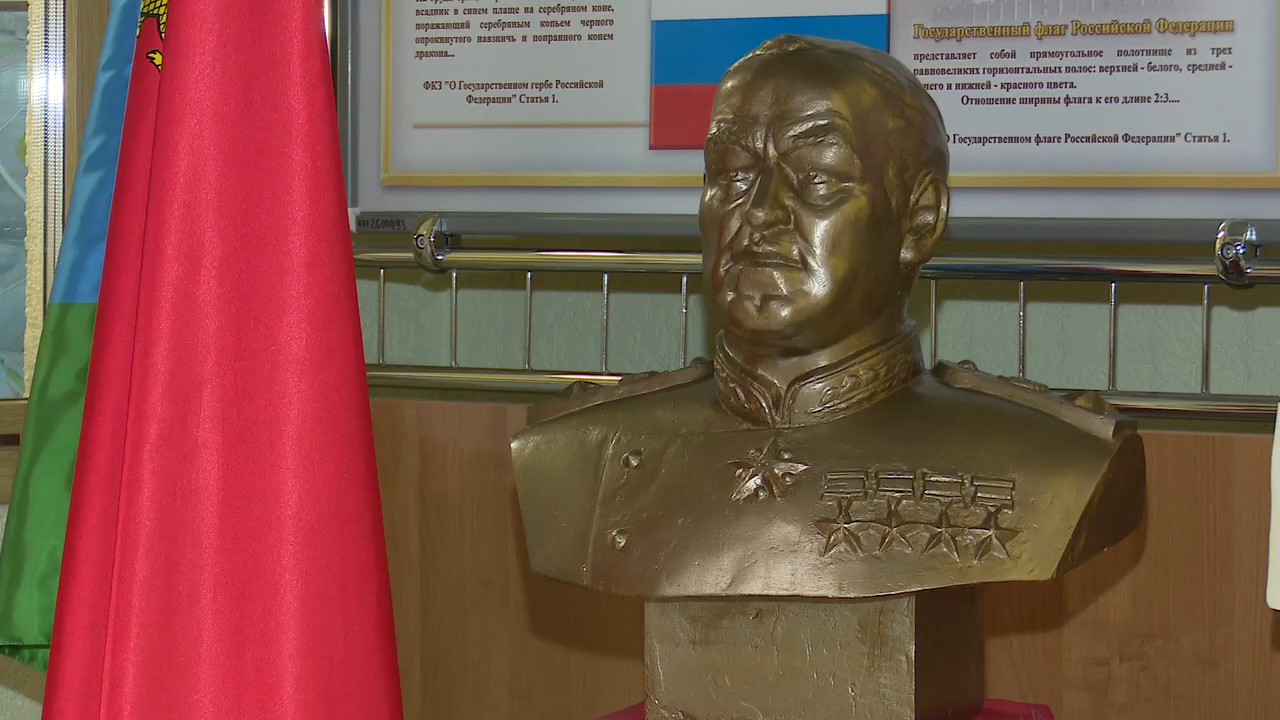 всадник в синем плаще на серебряном коне,
поражающий серебряным копьем черного
опрокинутого навзничь и попранного конем
дракона...
ФКЗ "О Государственном гербе Российской
Федерации" Статья 1.
Государственный флаг Российской Федерации
представляет собой прямоугольное полотнище из трех
равновеликих горизонтальных полос: верхней - белого, средней -
и нижней - красного цвета.
Отношение ширины флага к его длине 2:3....
О Государственном флаге Российской Федерации" Статья 1.